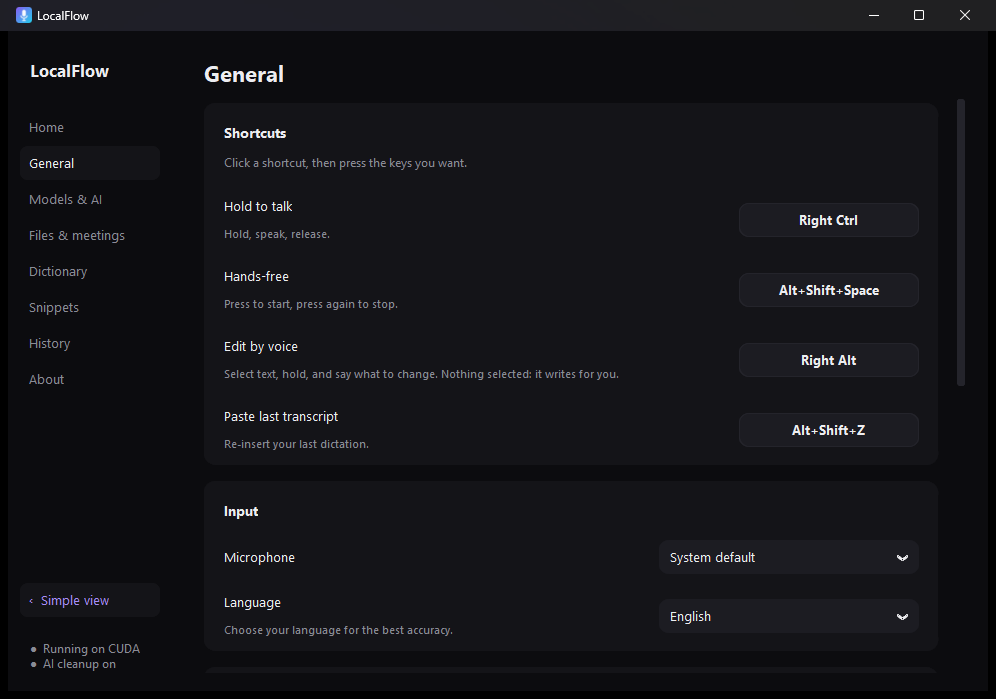 LocalFlow
LocalFlow
Home
General
Models & AI
Files & meetings
Dictionary
Snippets
History
About
‹ Simple view
● Running on CUDA
● AI cleanup on
General
Shortcuts
Click a shortcut, then press the keys you want.
Hold to talk
Hold, speak, release.
Right Ctrl
Hands-free
Press to start, press again to stop.
Alt+Shift+Space
Edit by voice
Select text, hold, and say what to change. Nothing selected: it writes for you.
Right Alt
Paste last transcript
Re-insert your last dictation.
Alt+Shift+Z
Input
Microphone
System default
Language
Choose your language for the best accuracy.
English